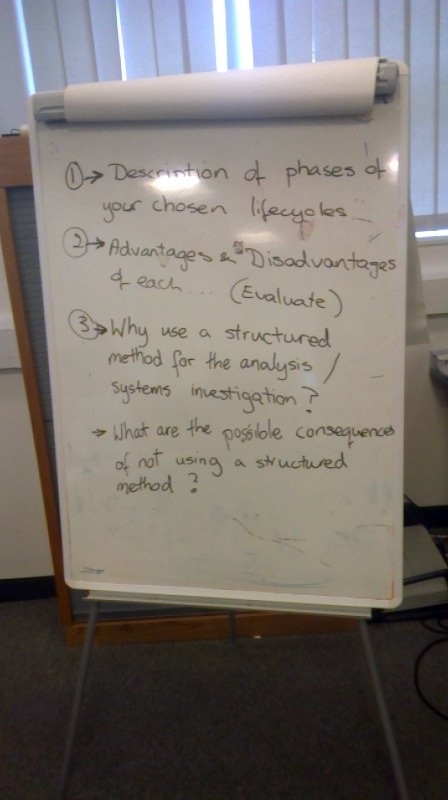 ① → Description of phases of
your chosen lifecycles...
② → Advantages & Disadvantages
of each... (Evaluate)
③ → Why use a structured
method for the analysis /
systems investigation?
→ What are the possible consequences
of not using a structured
method?